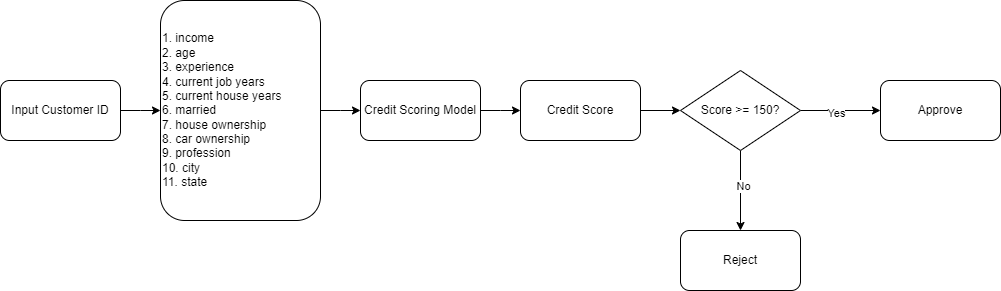 Input Customer ID
1. income
2. age
3. experience
4. current job years
5. current house years
6. married
7. house ownership
8. car ownership
9. profession
10. city
11. state
Credit Scoring Model
Credit Score
Score >= 150?
Yes
Approve
No
Reject